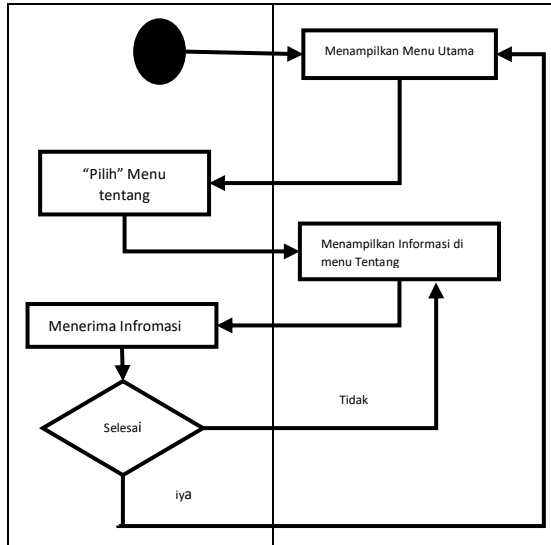 Menampilkan Menu Utama
“Pilih” Menu
tentang
Menampilkan Informasi di
menu Tentang
Menerima Infromasi
Tidak
Selesai
iya